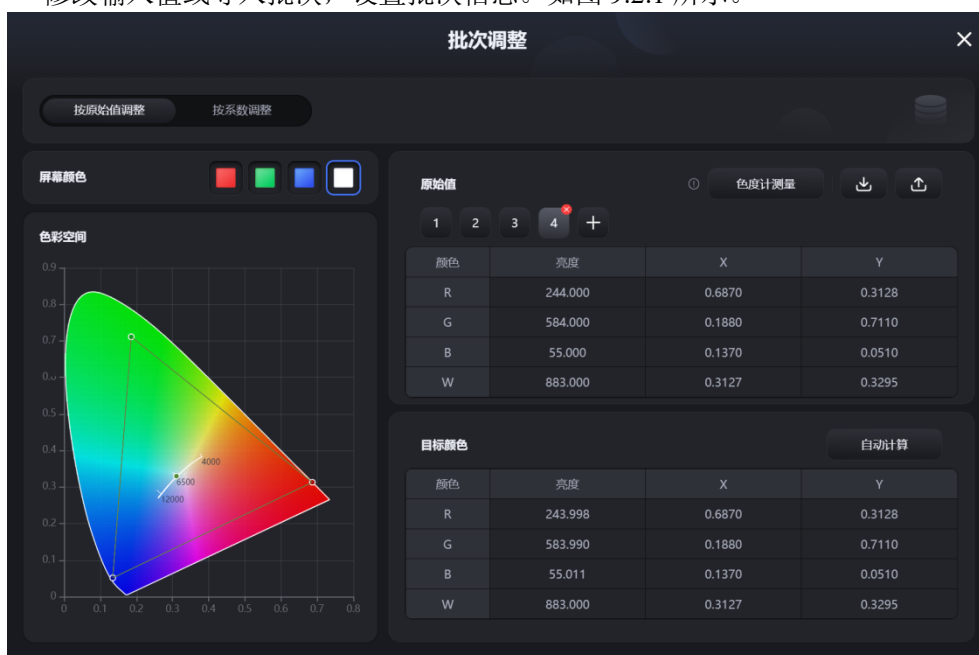 批次调整
按原始值调整 按系数调整
屏幕颜色
色彩空间
0.9
0.8
0.7
0.5
0.4
0.3
0.2
0.1
0
0 0.1 0.2 0.3 0.4 0.5 0.6 0.7 0.8
4000
6500
12000
原始值 色度计测量
1 2 3 4
颜色 亮度 X Y
R 244.000 0.6870 0.3128
G 584.000 0.1880 0.7110
B 55.000 0.1370 0.0510
W 883.000 0.3127 0.3295
目标颜色 自动计算
颜色 亮度 X Y
R 243.998 0.6870 0.3128
G 583.990 0.1880 0.7110
B 55.011 0.1370 0.0510
W 883.000 0.3127 0.3295